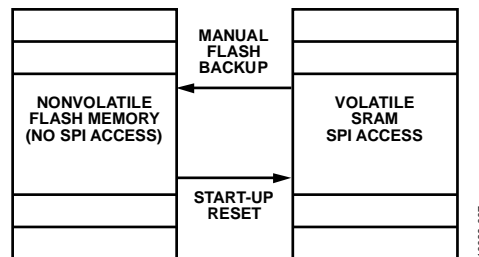 MANUAL
FLASH
BACKUP
NONVOLATILE
FLASH MEMORY
(NO SPI ACCESS)
VOLATILE
SRAM
SPI ACCESS
START-UP
RESET